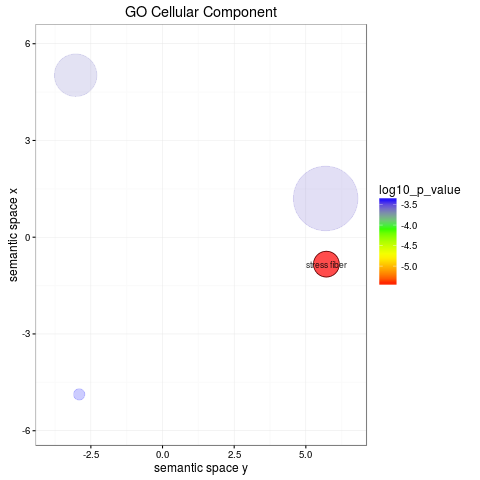 GO Cellular Component
semantic space x
6
3
0
-3
-6
stress fiber
-2.5
0.0
2.5
5.0
semantic space y
log10_p_value
-3.5
-4.0
-4.5
-5.0